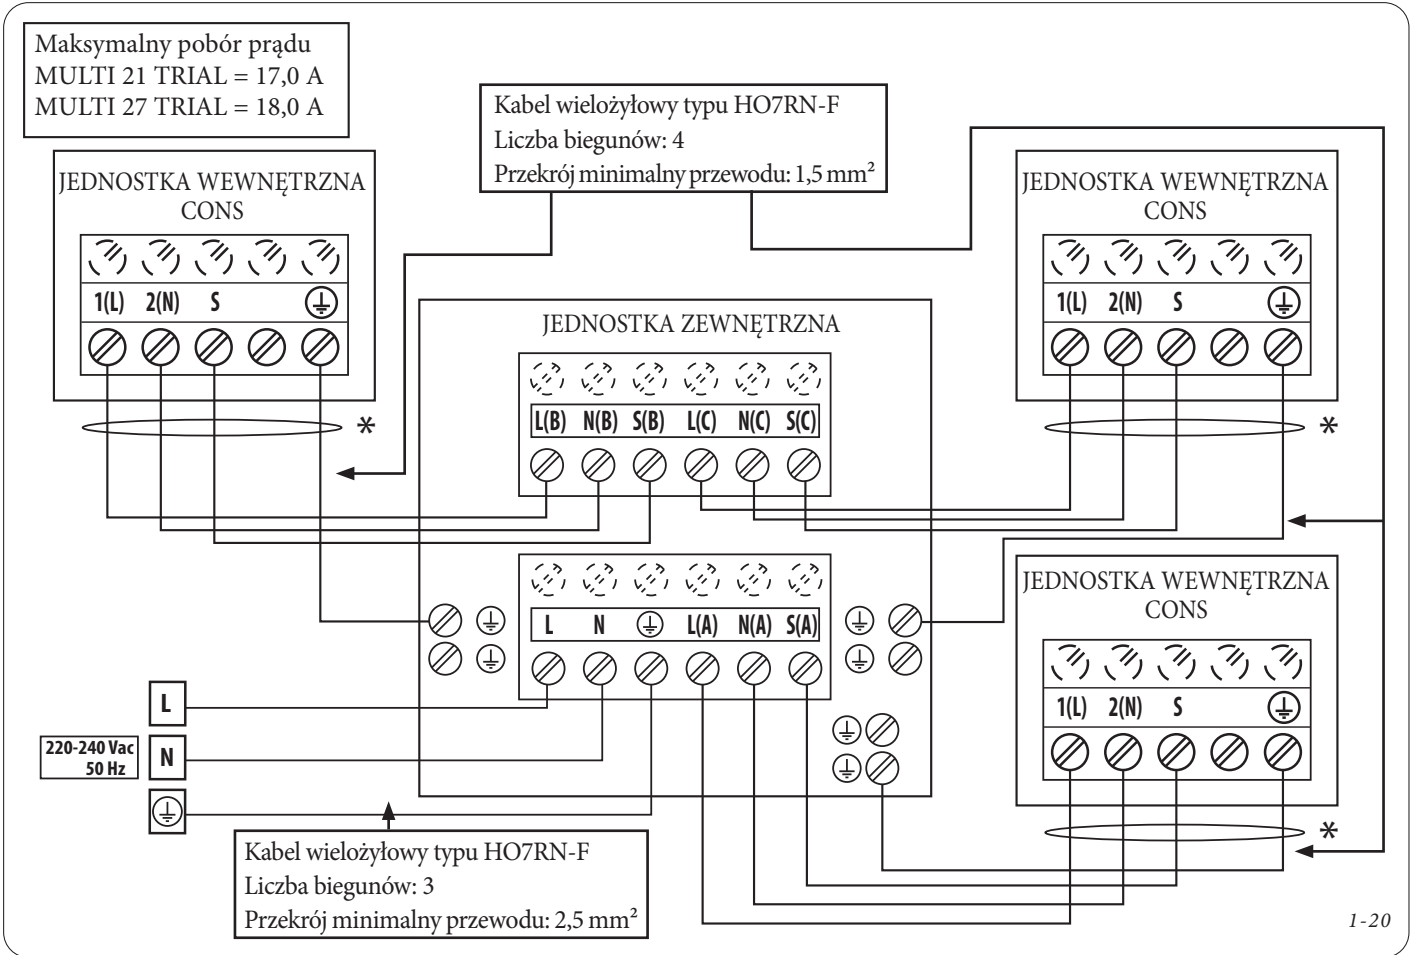 Maksymalny pobór prądu
MULTI 21 TRIAL = 17,0 A
MULTI 27 TRIAL = 18,0 A
Kabel wielożyłowy typu HO7RN-F
Liczba biegunów: 4
Przekrój minimalny przewodu: 1,5 mm²
JEDNOSTKA WEWNĘTRZNA
CONS
1(L) 2(N) S
*
JEDNOSTKA WEWNĘTRZNA
CONS
1(L) 2(N) S
*
JEDNOSTKA ZEWNĘTRZNA
L(B) N(B) S(B) L(C) N(C) S(C)
L N L(A) N(A) S(A)
JEDNOSTKA WEWNĘTRZNA
CONS
1(L) 2(N) S
*
L
220-240 Vac
50 Hz
N
Kabel wielożyłowy typu HO7RN-F
Liczba biegunów: 3
Przekrój minimalny przewodu: 2,5 mm²
1-20